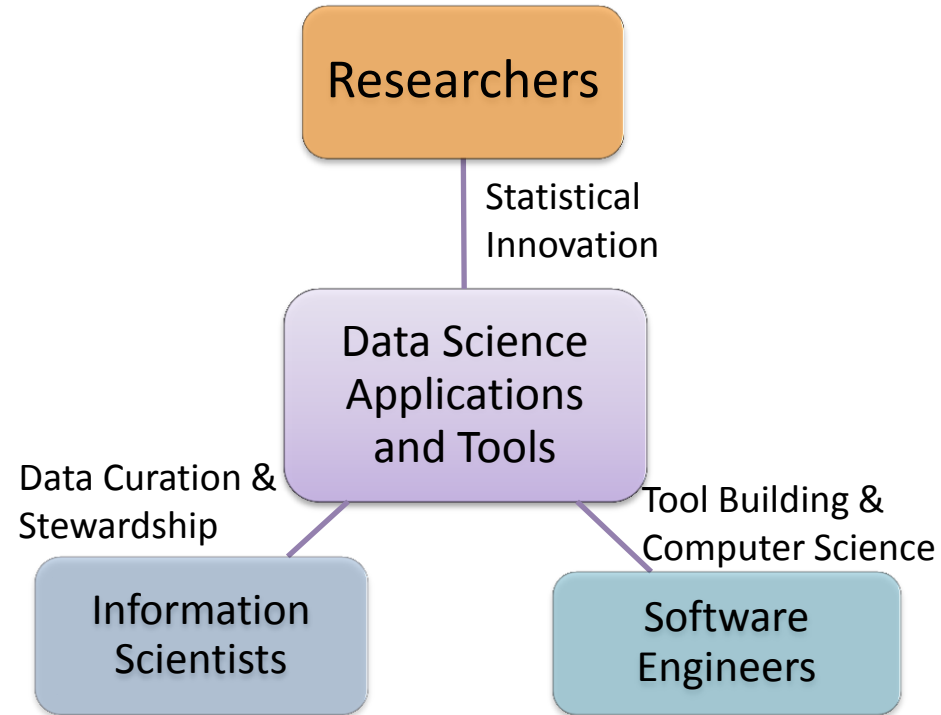 Researchers
Statistical
Innovation
Data Science
Applications
and Tools
Data Curation &
Stewardship
Tool Building &
Computer Science
Information
Scientists
Software
Engineers